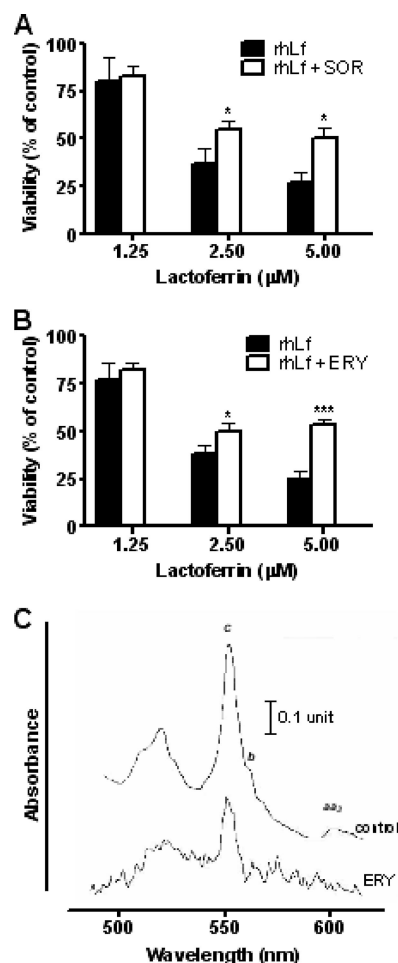 A
100
75
50
25
0
Viability (% of control)
rhLf
rhLf + SOR
*
*
1.25
2.50
5.00
Lactoferrin (µM)
B
100
75
50
25
0
Viability (% of control)
rhLf
rhLf + ERY
*
***
1.25
2.50
5.00
Lactoferrin (µM)
C
Absorbance
c
0.1 unit
b
aa3
control
ERY
500
550
600
Wavelength (nm)